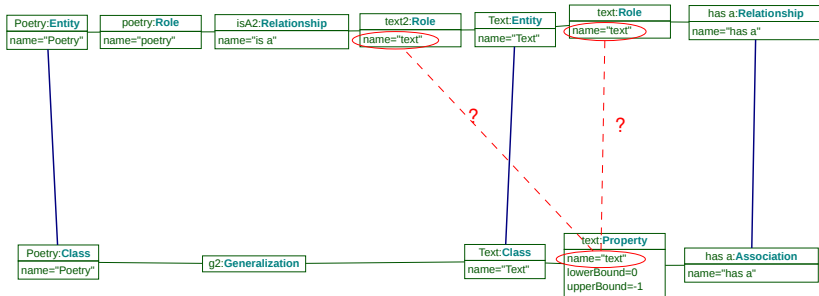 Poetry:Entity
name="Poetry"
poetry:Role
name="poetry"
isA2:Relationship
name="is a"
text2:Role
name="text"
Text:Entity
name="Text"
text:Role
name="text"
has a:Relationship
name="has a"
?
?
Poetry:Class
name="Poetry"
g2:Generalization
Text:Class
name="Text"
text:Property
name="text"
lowerBound=0
upperBound=-1
has a:Association
name="has a"